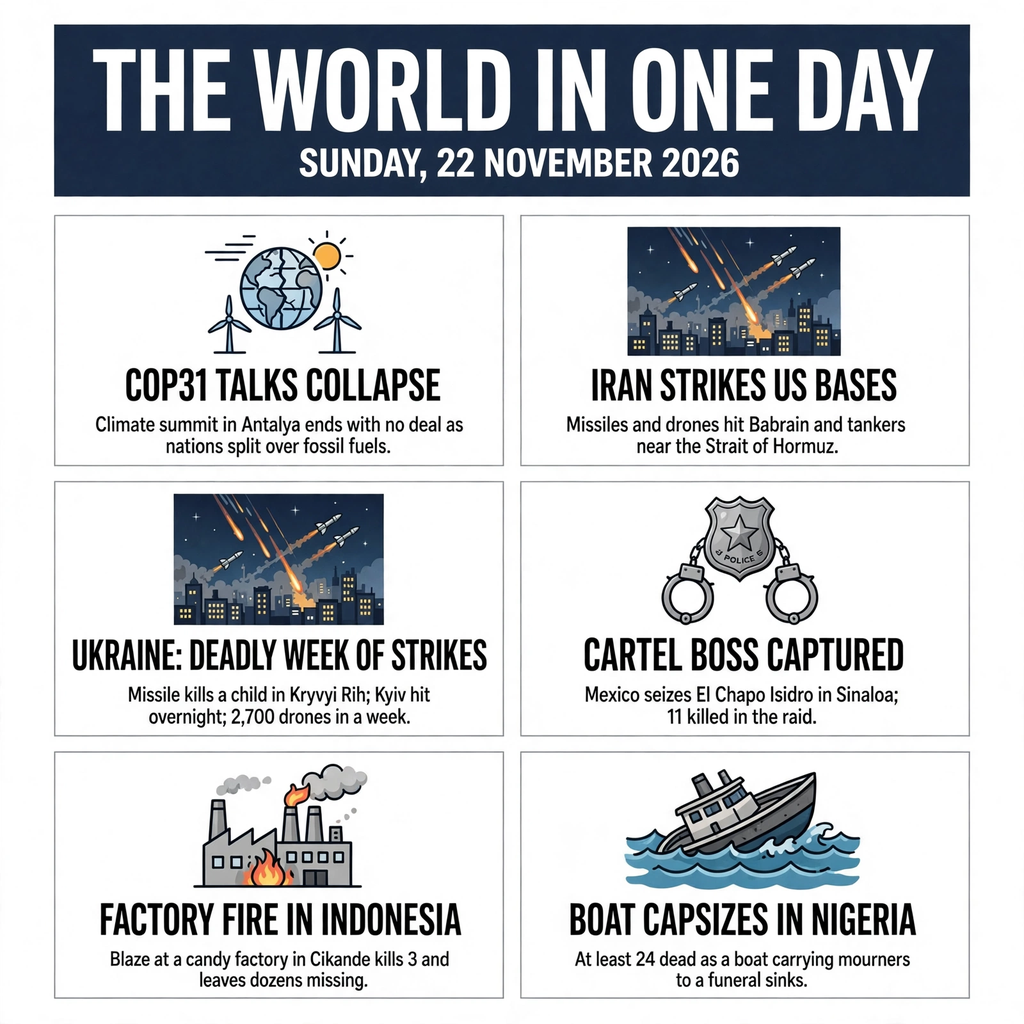 THE WORLD IN ONE DAY
SUNDAY, 22 NOVEMBER 2026
COP31 TALKS COLLAPSE
Climate summit in Antalya ends with no deal as
nations split over fossil fuels.
IRAN STRIKES US BASES
Missiles and drones hit Babrain and tankers
near the Strait of Hormuz.
UKRAINE: DEADLY WEEK OF STRIKES
Missile kills a child in Kryvyi Rih; Kyiv hit
overnight; 2,700 drones in a week.
POLICE
CARTEL BOSS CAPTURED
Mexico seizes El Chapo Isidro in Sinaloa;
11 killed in the raid.
FACTORY FIRE IN INDONESIA
Blaze at a candy factory in Cikande kills 3 and
leaves dozens missing.
BOAT CAPSIZES IN NIGERIA
At least 24 dead as a boat carrying mourners
to a funeral sinks.